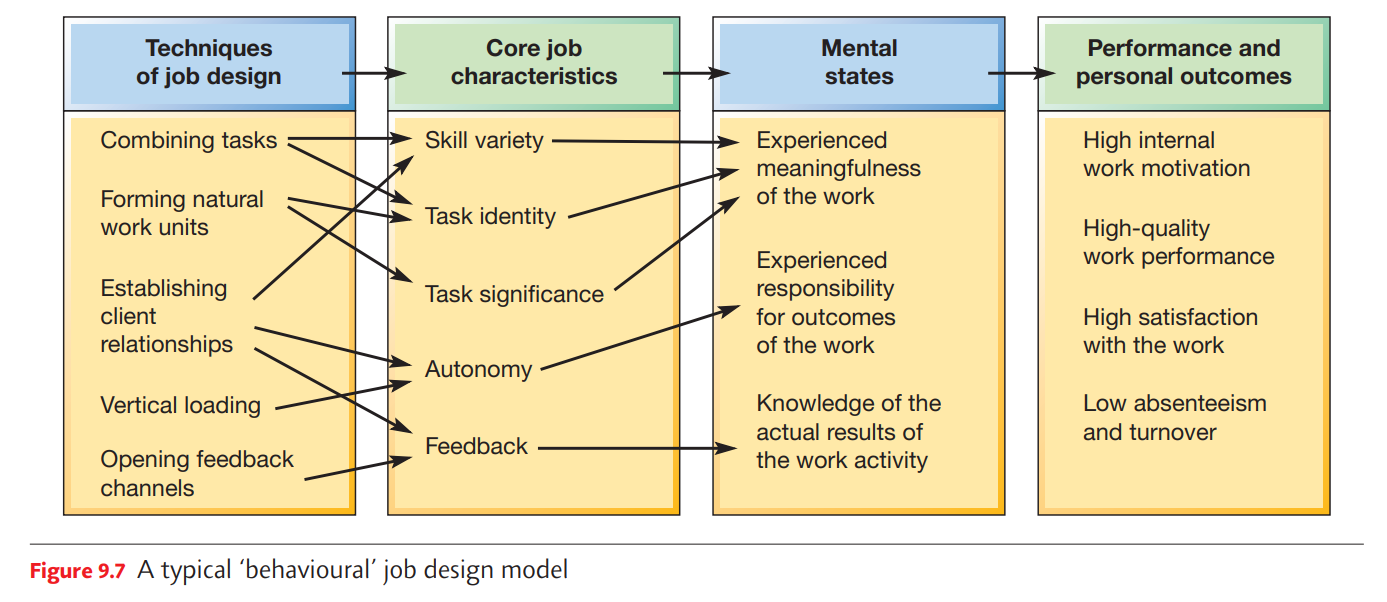 Techniques
of job design
Core job
characteristics
Mental
states
Performance and
personal outcomes
Combining tasks
Forming natural
work units
Establishing
client
relationships
Vertical loading
Opening feedback
channels
Skill variety
Task identity
Task significance
Autonomy
Feedback
Experienced
meaningfulness
of the work
Experienced
responsibility
for outcomes
of the work
Knowledge of the
actual results of
the work activity
High internal
work motivation
High-quality
work performance
High satisfaction
with the work
Low absenteeism
and turnover
Figure 9.7 A typical ‘behavioural’ job design model